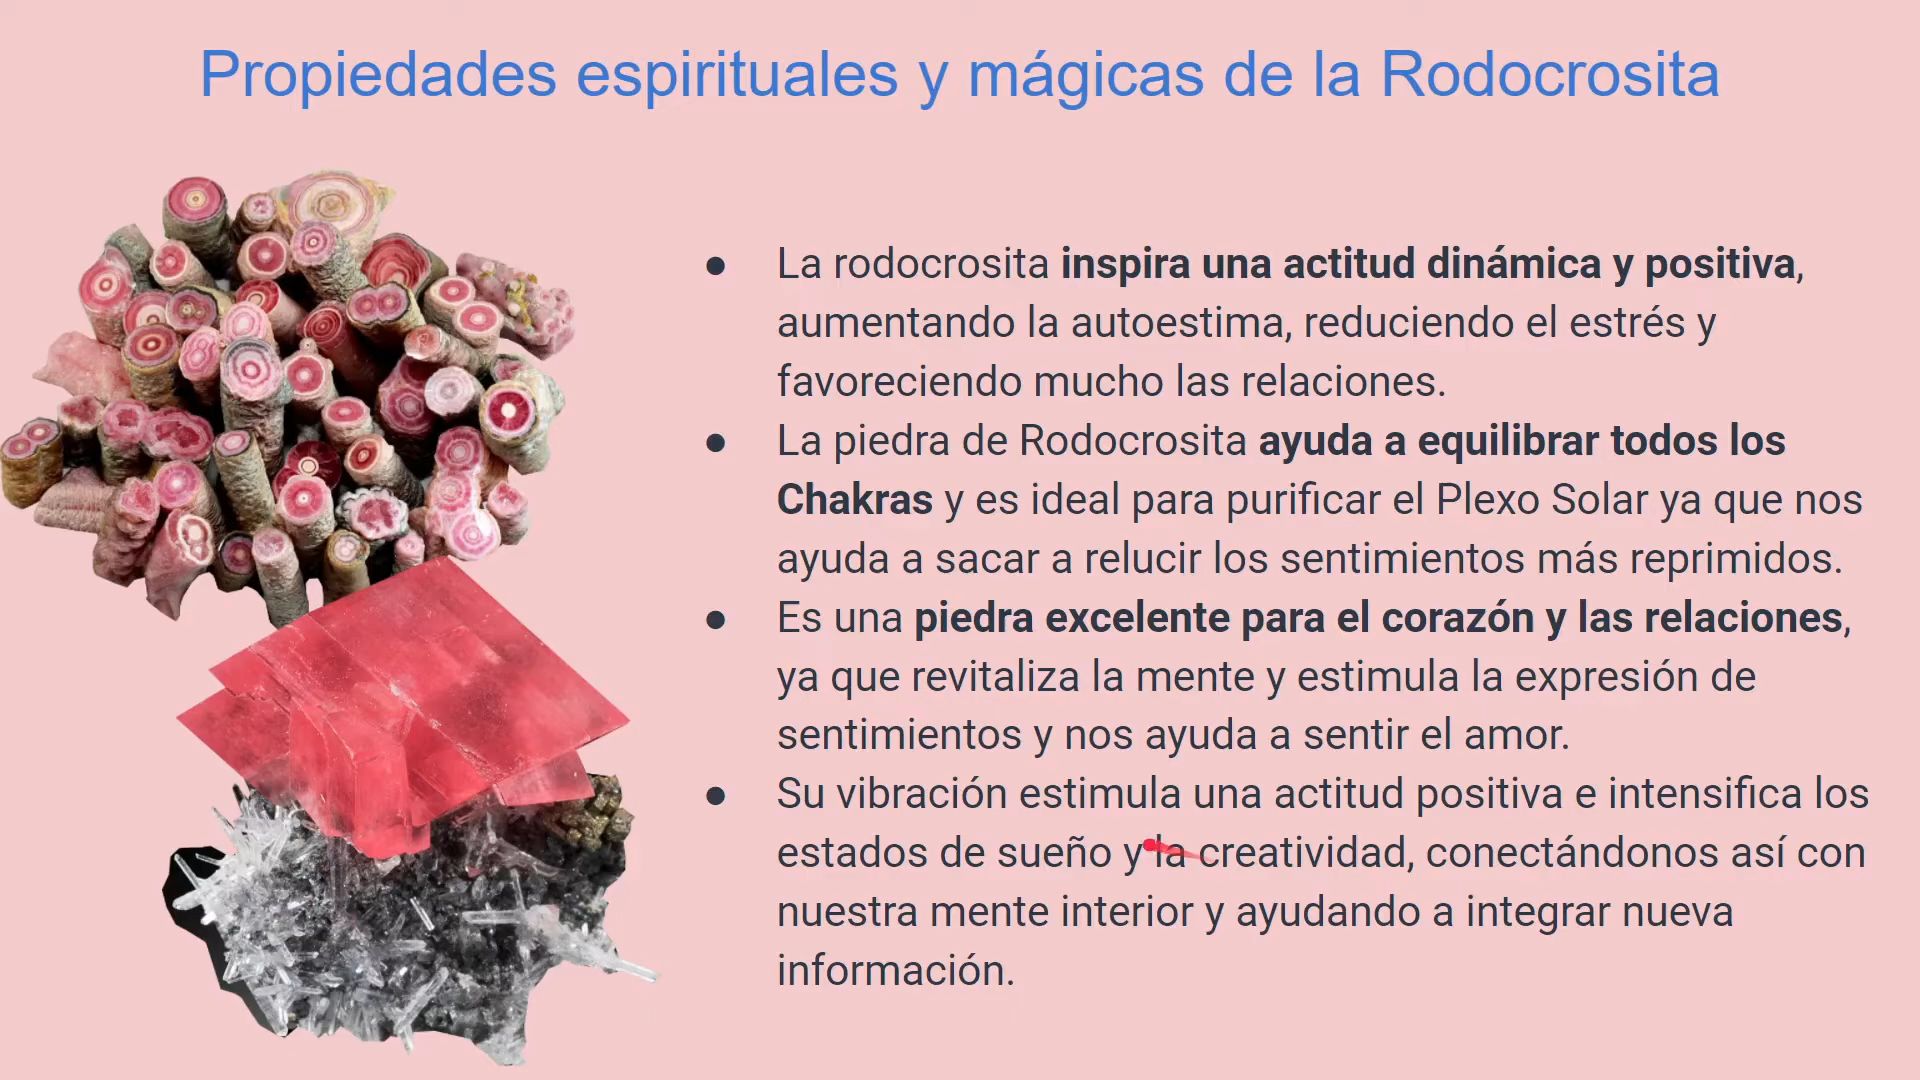 Propiedades espirituales y mágicas de la Rodocrosita
● La rodocrosita inspira una actitud dinámica y positiva,
aumentando la autoestima, reduciendo el estrés y
favoreciendo mucho las relaciones.
● La piedra de Rodocrosita ayuda a equilibrar todos los
Chakras y es ideal para purificar el Plexo Solar ya que nos
ayuda a sacar a relucir los sentimientos más reprimidos.
● Es una piedra excelente para el corazón y las relaciones,
ya que revitaliza la mente y estimula la expresión de
sentimientos y nos ayuda a sentir el amor.
● Su vibración estimula una actitud positiva e intensifica los
estados de sueño y la creatividad, conectándonos así con
nuestra mente interior y ayudando a integrar nueva
información.